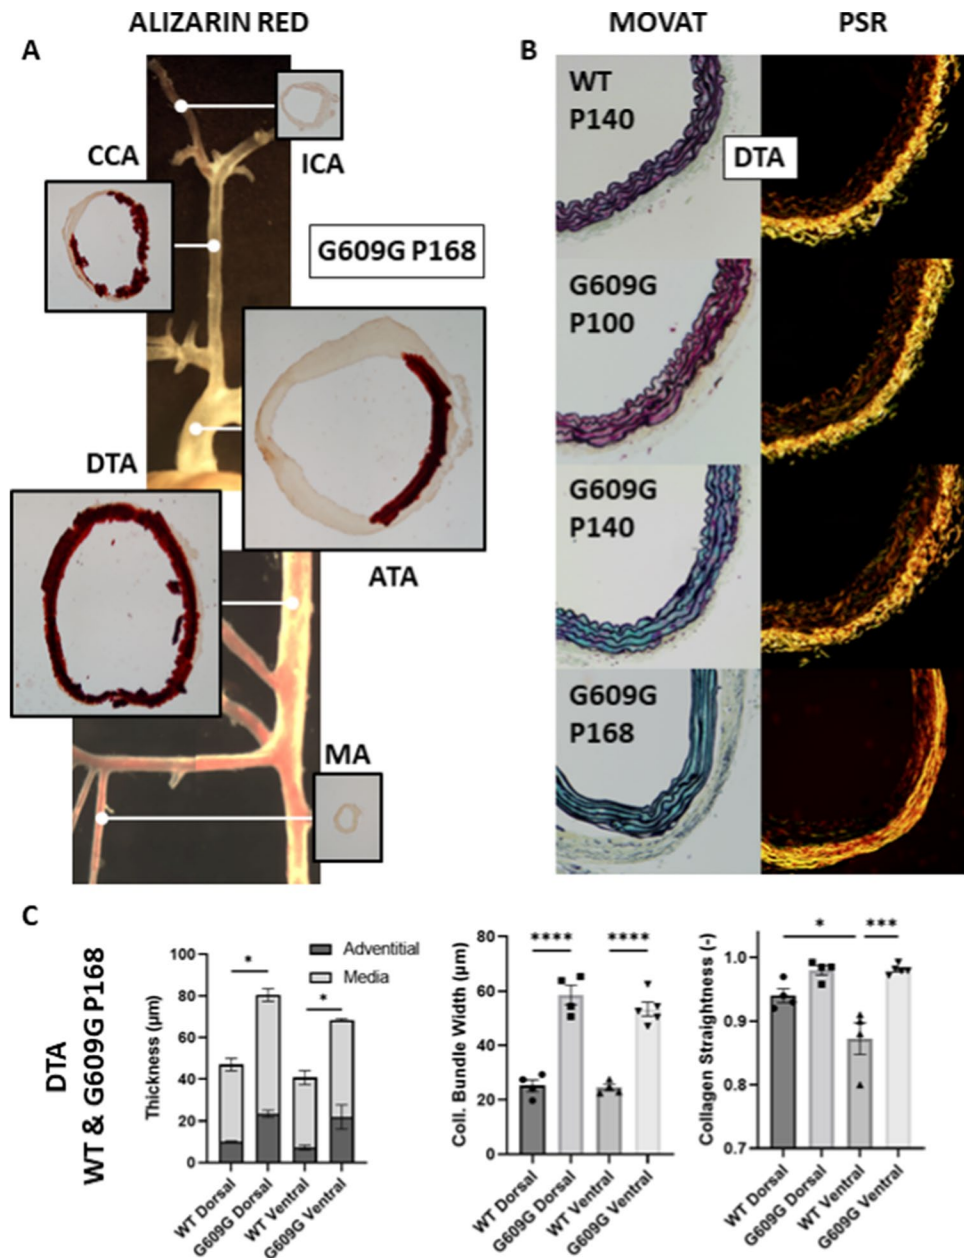 ALIZARIN RED
MOVAT
PSR
A
B
WT
P140
CCA
ICA
DTA
G609G P168
G609G
P100
DTA
G609G
P140
ATA
G609G
P168
MA
C
DTA
WT & G609G P168
Thickness (μm)
100
80
60
40
20
0
Adventitial
Media
*
*
WT Dorsal
G609G Dorsal
WT Ventral
G609G Ventral
Coll. Bundle Width (μm)
80
60
40
20
0
****
****
WT Dorsal
G609G Dorsal
WT Ventral
G609G Ventral
Collagen Straightness (-)
1.0
0.9
0.8
0.7
*
***
WT Dorsal
G609G Dorsal
WT Ventral
G609G Ventral